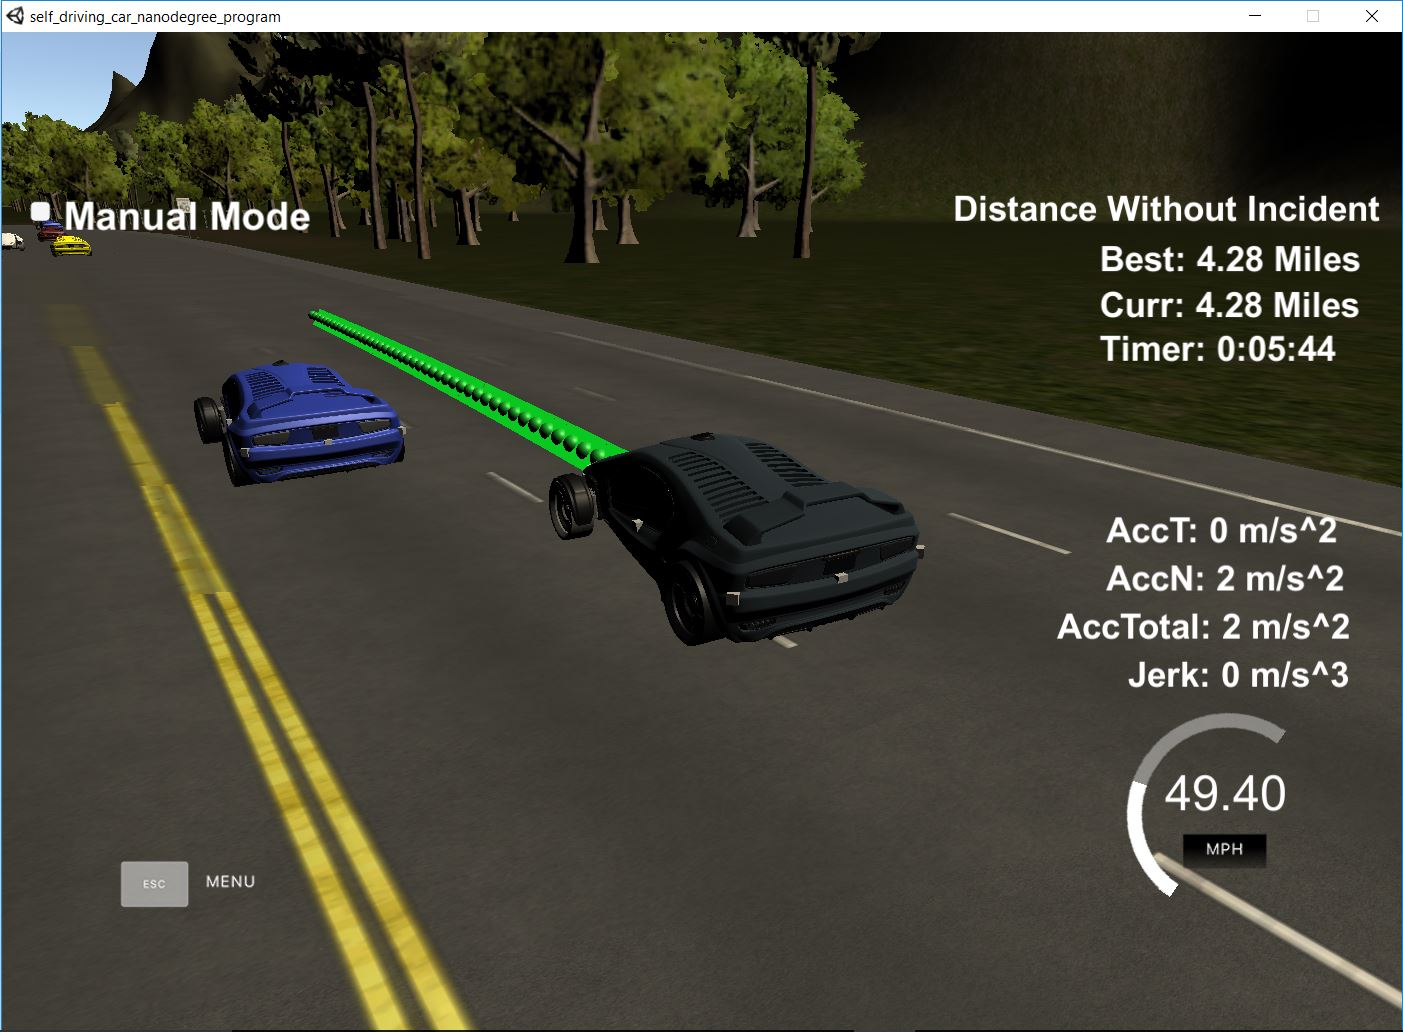 self_driving_car_nanodegree_program
Manual Mode
Distance Without Incident
Best: 4.28 Miles
Curr: 4.28 Miles
Timer: 0:05:44
AccT: 0 m/s^2
AccN: 2 m/s^2
AccTotal: 2 m/s^2
Jerk: 0 m/s^3
49.40
MPH
ESC MENU